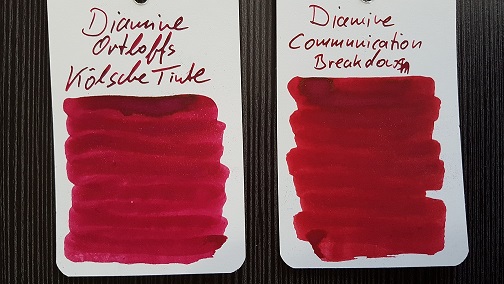 Diamine
Ortloffs
Kölsche Tinte
Diamine
Communication
Breakdown